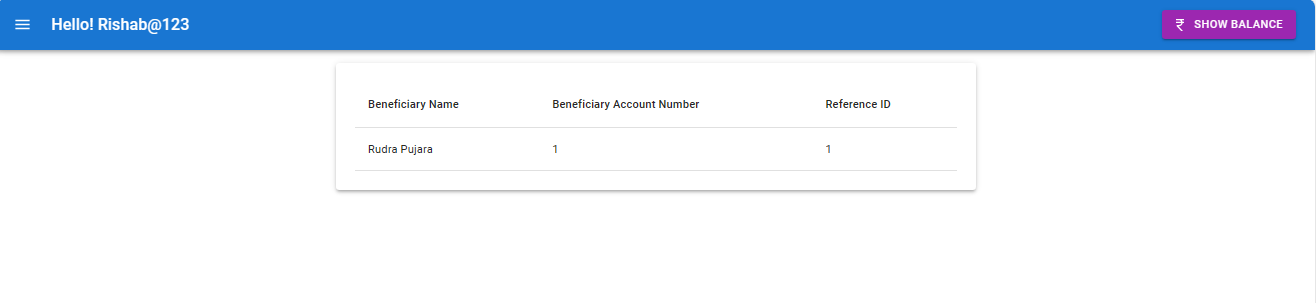 Hello! Rishab@123
₹ SHOW BALANCE
Beneficiary Name Beneficiary Account Number Reference ID
Rudra Pujara 1 1